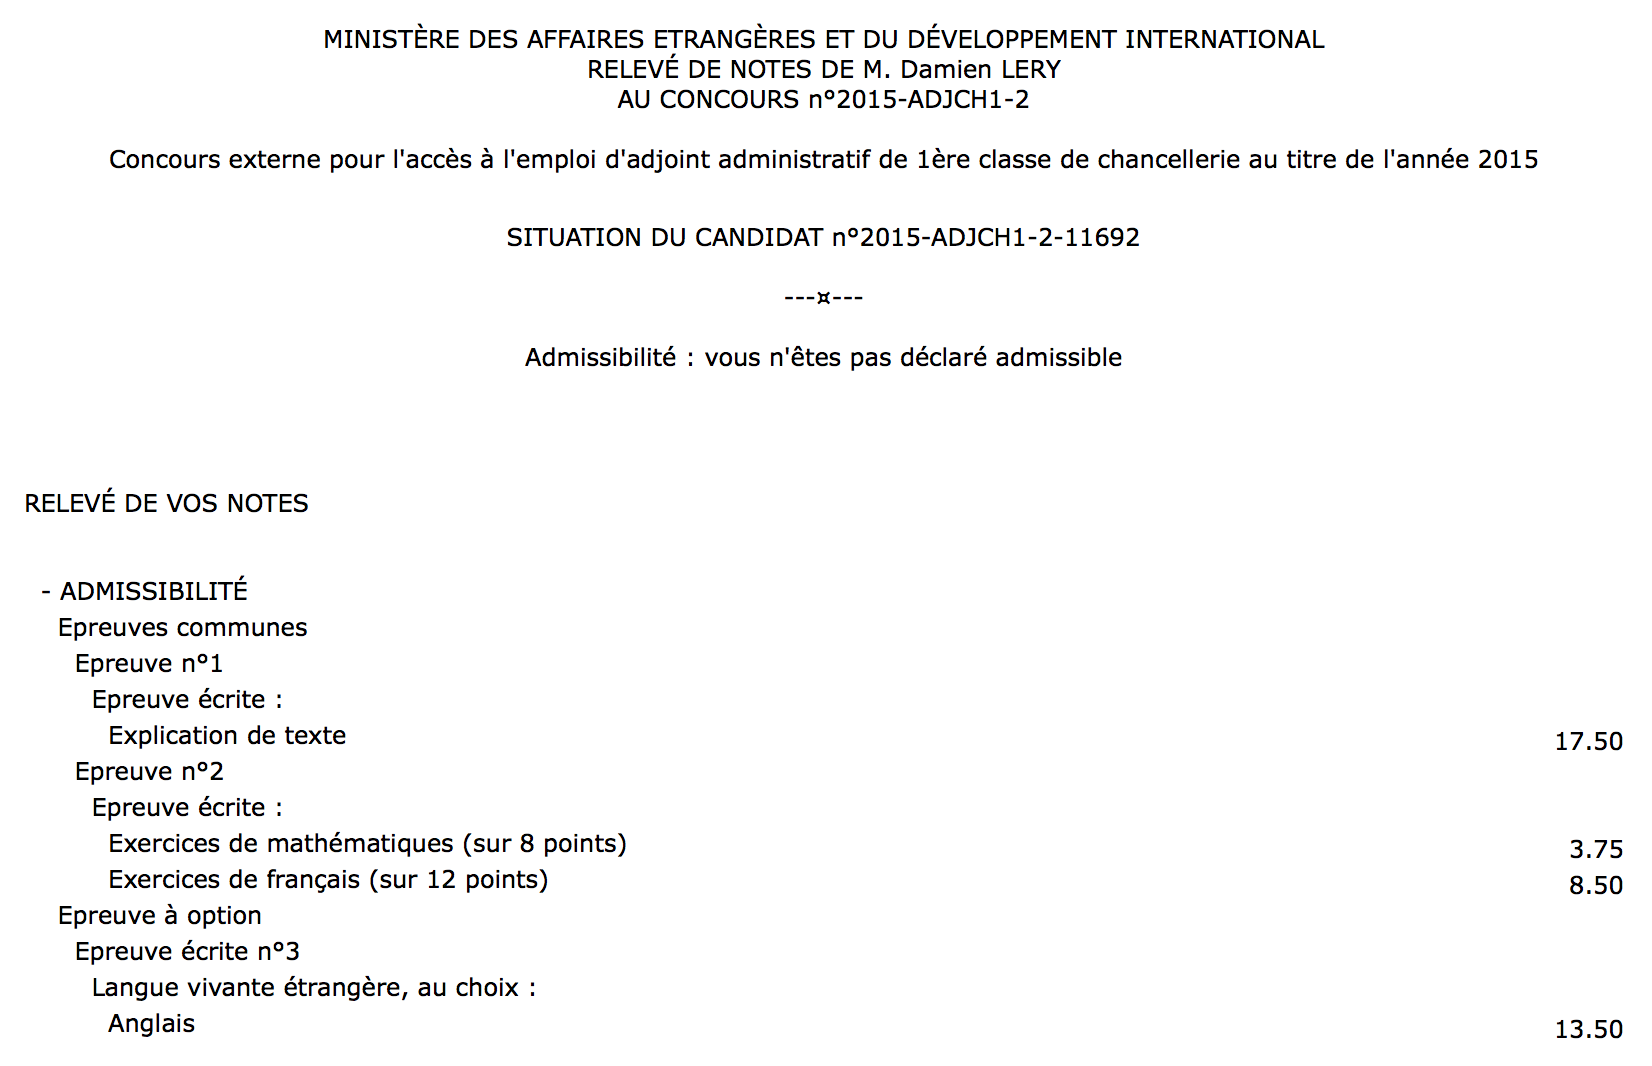 MINISTÈRE DES AFFAIRES ETRANGÈRES ET DU DÉVELOPPEMENT INTERNATIONAL
RELEVÉ DE NOTES DE M. Damien LERY
AU CONCOURS n°2015-ADJCH1-2
Concours externe pour l'accès à l'emploi d'adjoint administratif de 1ère classe de chancellerie au titre de l'année 2015
SITUATION DU CANDIDAT n°2015-ADJCH1-2-11692
---¤---
Admissibilité : vous n'êtes pas déclaré admissible
RELEVÉ DE VOS NOTES
- ADMISSIBILITÉ
Epreuves communes
Epreuve n°1
Epreuve écrite :
Explication de texte 17.50
Epreuve n°2
Epreuve écrite :
Exercices de mathématiques (sur 8 points) 3.75
Exercices de français (sur 12 points) 8.50
Epreuve à option
Epreuve écrite n°3
Langue vivante étrangère, au choix :
Anglais 13.50